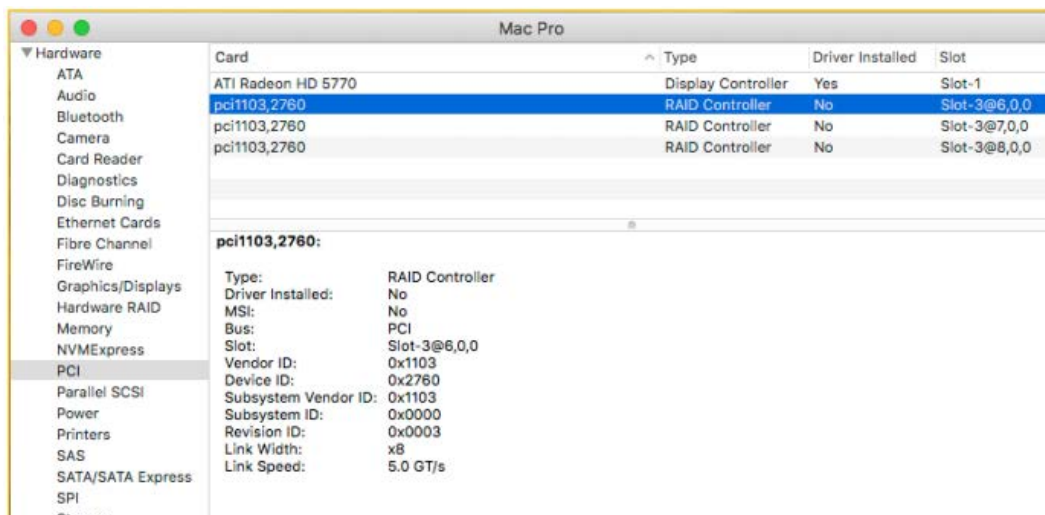 Mac Pro
Hardware
ATA
Audio
Bluetooth
Camera
Card Reader
Diagnostics
Disc Burning
Ethernet Cards
Fibre Channel
FireWire
Graphics/Displays
Hardware RAID
Memory
NVMExpress
PCI
Parallel SCSI
Power
Printers
SAS
SATA/SATA Express
SPI
Card Type Driver Installed Slot
ATI Radeon HD 5770 Display Controller Yes Slot-1
pci1103,2760 RAID Controller No Slot-3@6,0,0
pci1103,2760 RAID Controller No Slot-3@7,0,0
pci1103,2760 RAID Controller No Slot-3@8,0,0
pci1103,2760:
Type: RAID Controller
Driver Installed: No
MSI: No
Bus: PCI
Slot: Slot-3@6,0,0
Vendor ID: 0x1103
Device ID: 0x2760
Subsystem Vendor ID: 0x1103
Subsystem ID: 0x0000
Revision ID: 0x0003
Link Width: x8
Link Speed: 5.0 GT/s